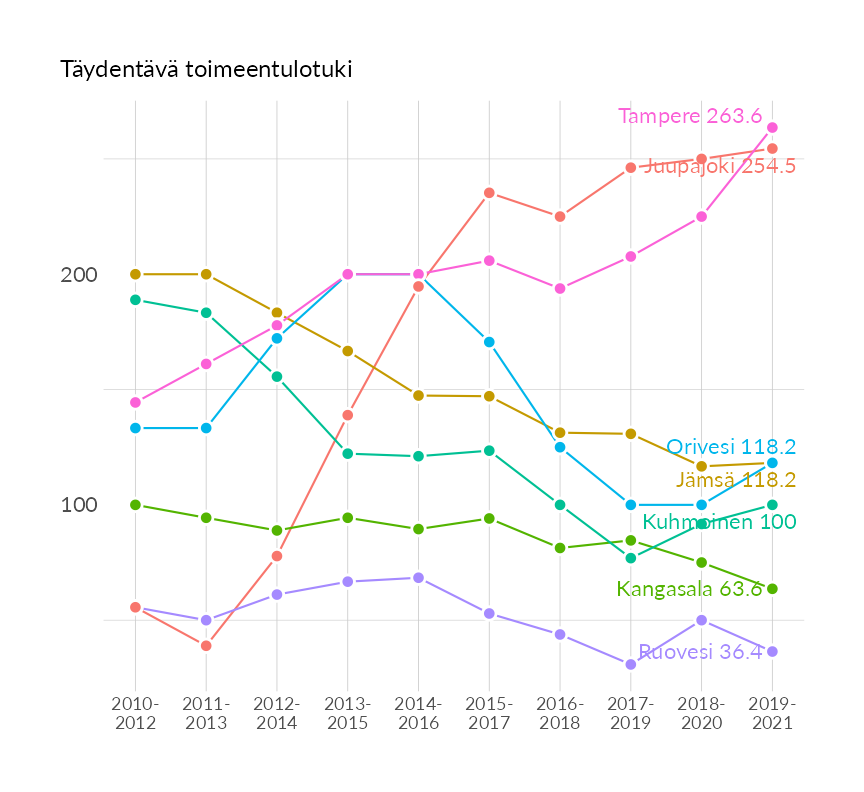 Täydentävä toimeentulotuki
Tampere 263.6
Juupajoki 254.5
200
Orivesi 118.2
Jämsä 118.2
100
Kuhmoinen 100
Kangasala 63.6
Ruovesi 36.4
2010- 2011- 2012- 2013- 2014- 2015- 2016- 2017- 2018- 2019-
2012 2013 2014 2015 2016 2017 2018 2019 2020 2021